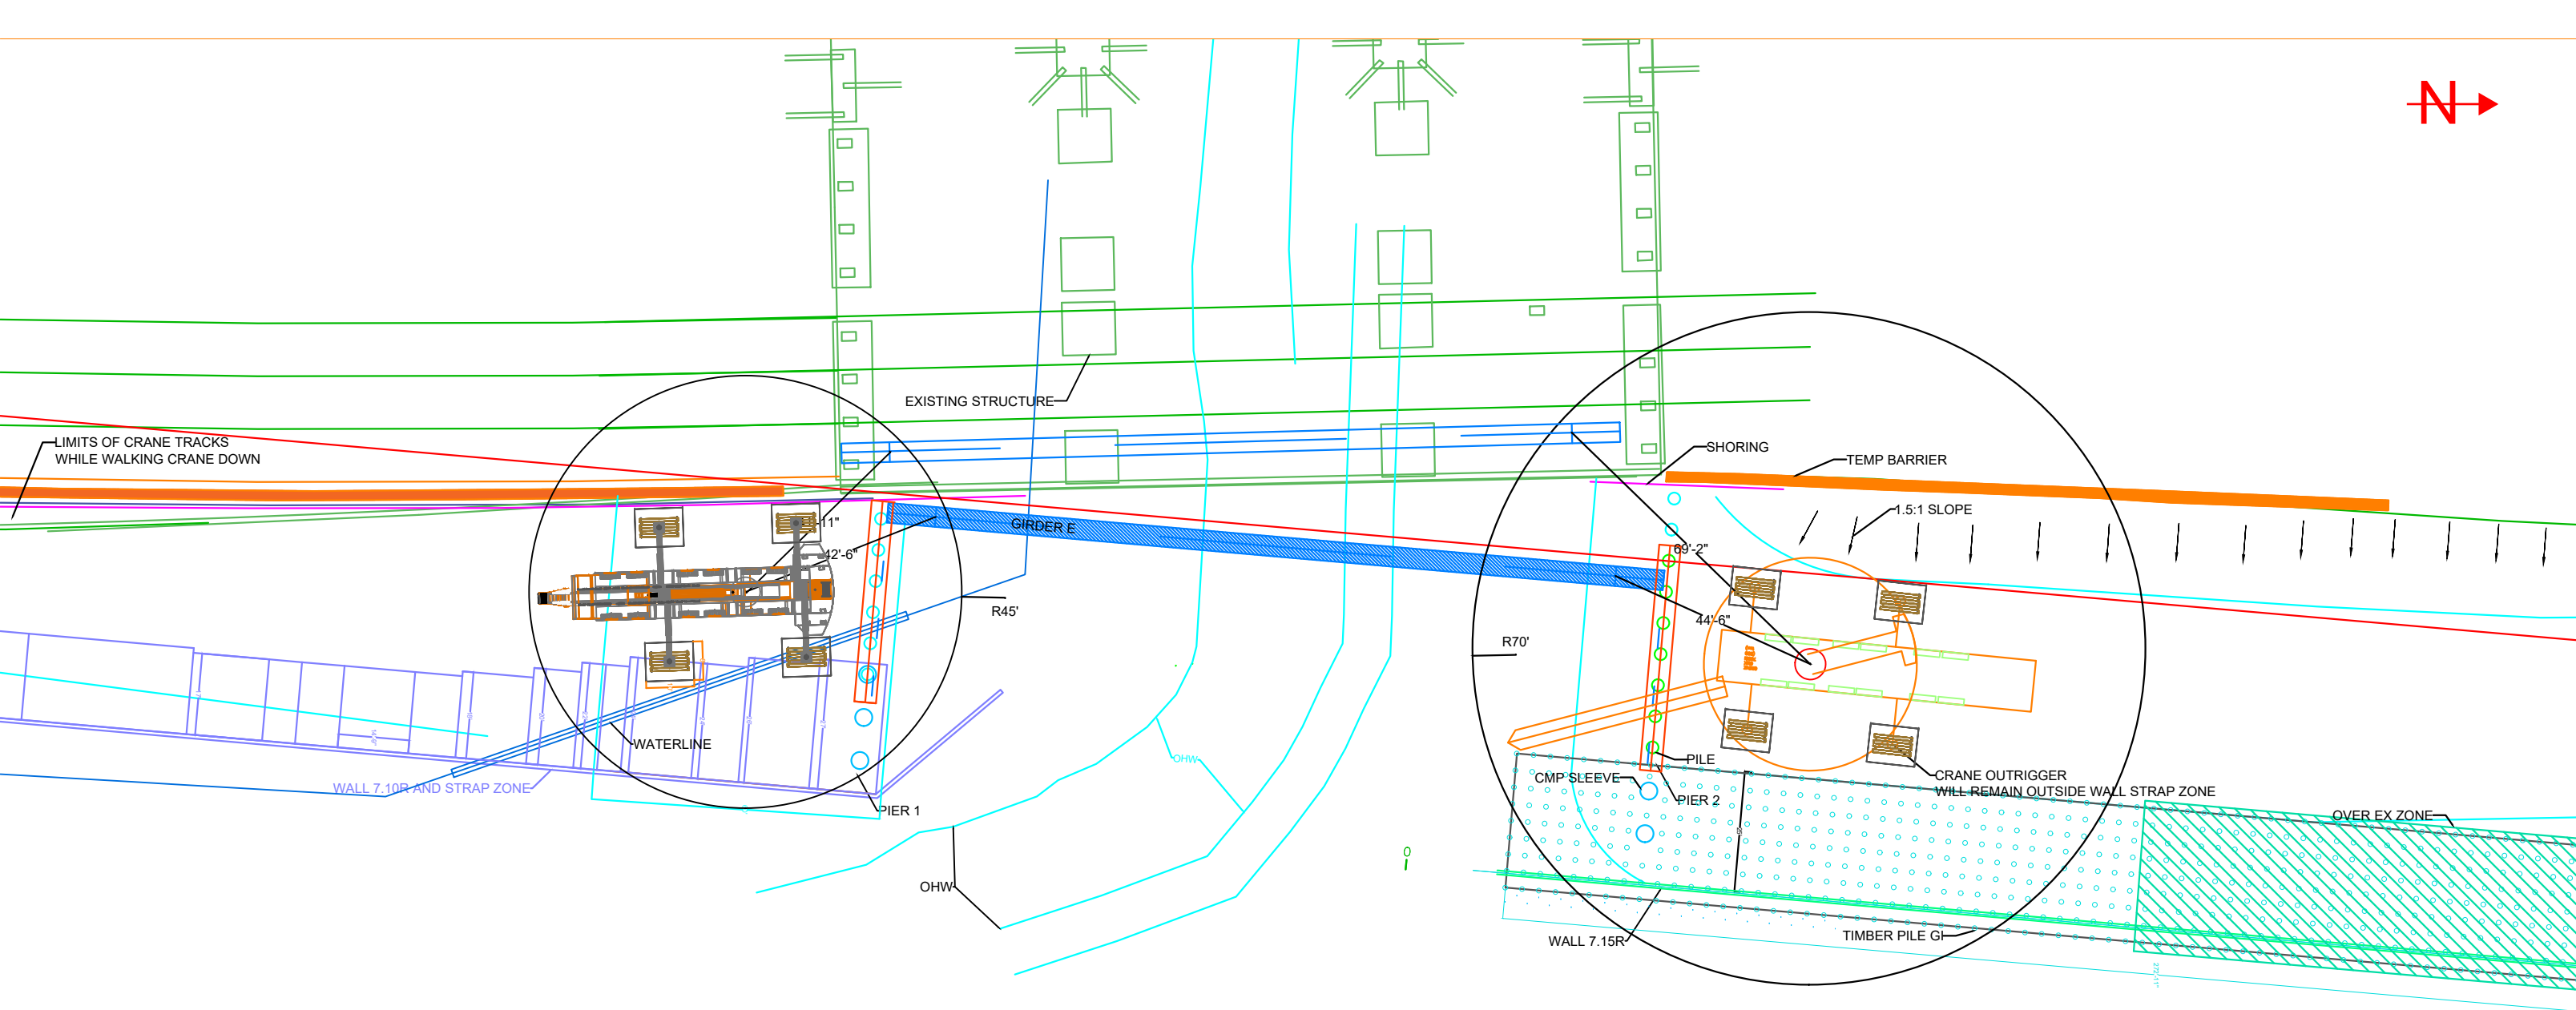 N
EXISTING STRUCTURE
LIMITS OF CRANE TRACKS
WHILE WALKING CRANE DOWN
SHORING
TEMP BARRIER
1.5:1 SLOPE
-11"
GIRDER E
42'-6"
69'-2"
R45'
44'-6"
R70'
WATERLINE
OHW
PILE
CMP SLEEVE
CRANE OUTRIGGER
WILL REMAIN OUTSIDE WALL STRAP ZONE
WALL 7.10R AND STRAP ZONE
PIER 1
PIER 2
OVER EX ZONE
OHW
WALL 7.15R
TIMBER PILE GI